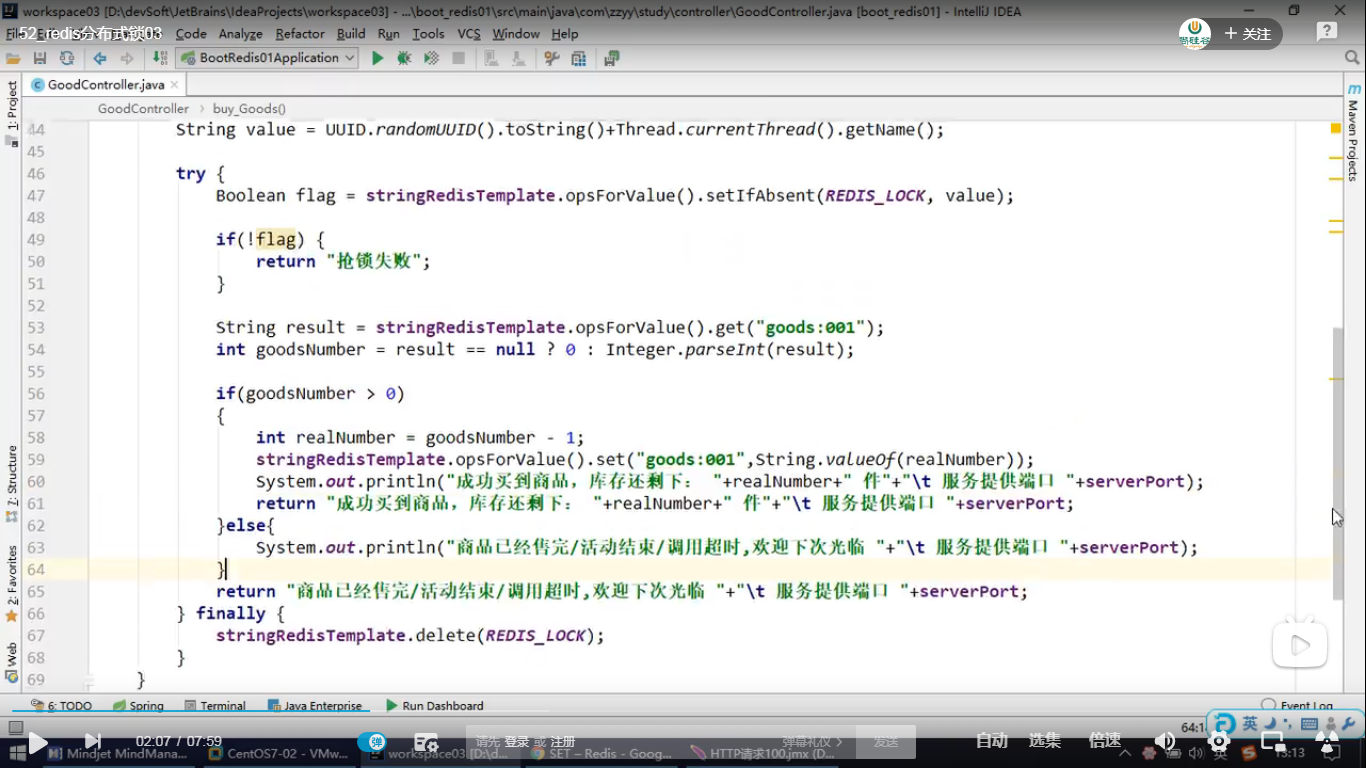 workspace03 [D:\devSoft\JetBrains\IdeaProjects\workspace03] - ...\boot_redis01\src\main\java\com\zzyy\study\controller\GoodController.java [boot_redis01] - IntelliJ IDEA
52_redis分布式锁03
Code Analyze Refactor Build Run Tools VCS Window Help
尚硅谷
+ 关注
BootRedis01Application
GoodController.java
GoodController > buy_Goods()
1: Project
Maven Projects
7: Structure
2: Favorites
Web
44 String value = UUID.randomUUID().toString()+Thread.currentThread().getName();
45
46 try {
47 Boolean flag = stringRedisTemplate.opsForValue().setIfAbsent(REDIS_LOCK, value);
48
49 if(!flag) {
50 return "抢锁失败";
51 }
52
53 String result = stringRedisTemplate.opsForValue().get("goods:001");
54 int goodsNumber = result == null ? 0 : Integer.parseInt(result);
55
56 if(goodsNumber > 0)
57 {
58 int realNumber = goodsNumber - 1;
59 stringRedisTemplate.opsForValue().set("goods:001",String.valueOf(realNumber));
60 System.out.println("成功买到商品，库存还剩下： "+realNumber+" 件"+"\t 服务提供端口 "+serverPort);
61 return "成功买到商品，库存还剩下： "+realNumber+" 件"+"\t 服务提供端口 "+serverPort;
62 }else{
63 System.out.println("商品已经售完/活动结束/调用超时,欢迎下次光临 "+"\t 服务提供端口 "+serverPort);
64 }
65 return "商品已经售完/活动结束/调用超时,欢迎下次光临 "+"\t 服务提供端口 "+serverPort;
66 } finally {
67 stringRedisTemplate.delete(REDIS_LOCK);
68 }
69 }
6: TODO Spring Terminal Java Enterprise Run Dashboard Event Log
64:1
英
02:07 / 07:59
弹
请先 登录 或 注册
弹幕礼仪 >
发送
自动 选集 倍速
Mindjet MindMana... CentOS7-02 - VMw... workspace03 [D:\d... SET – Redis - Goog... HTTP请求100.jmx (D... 英 13:13